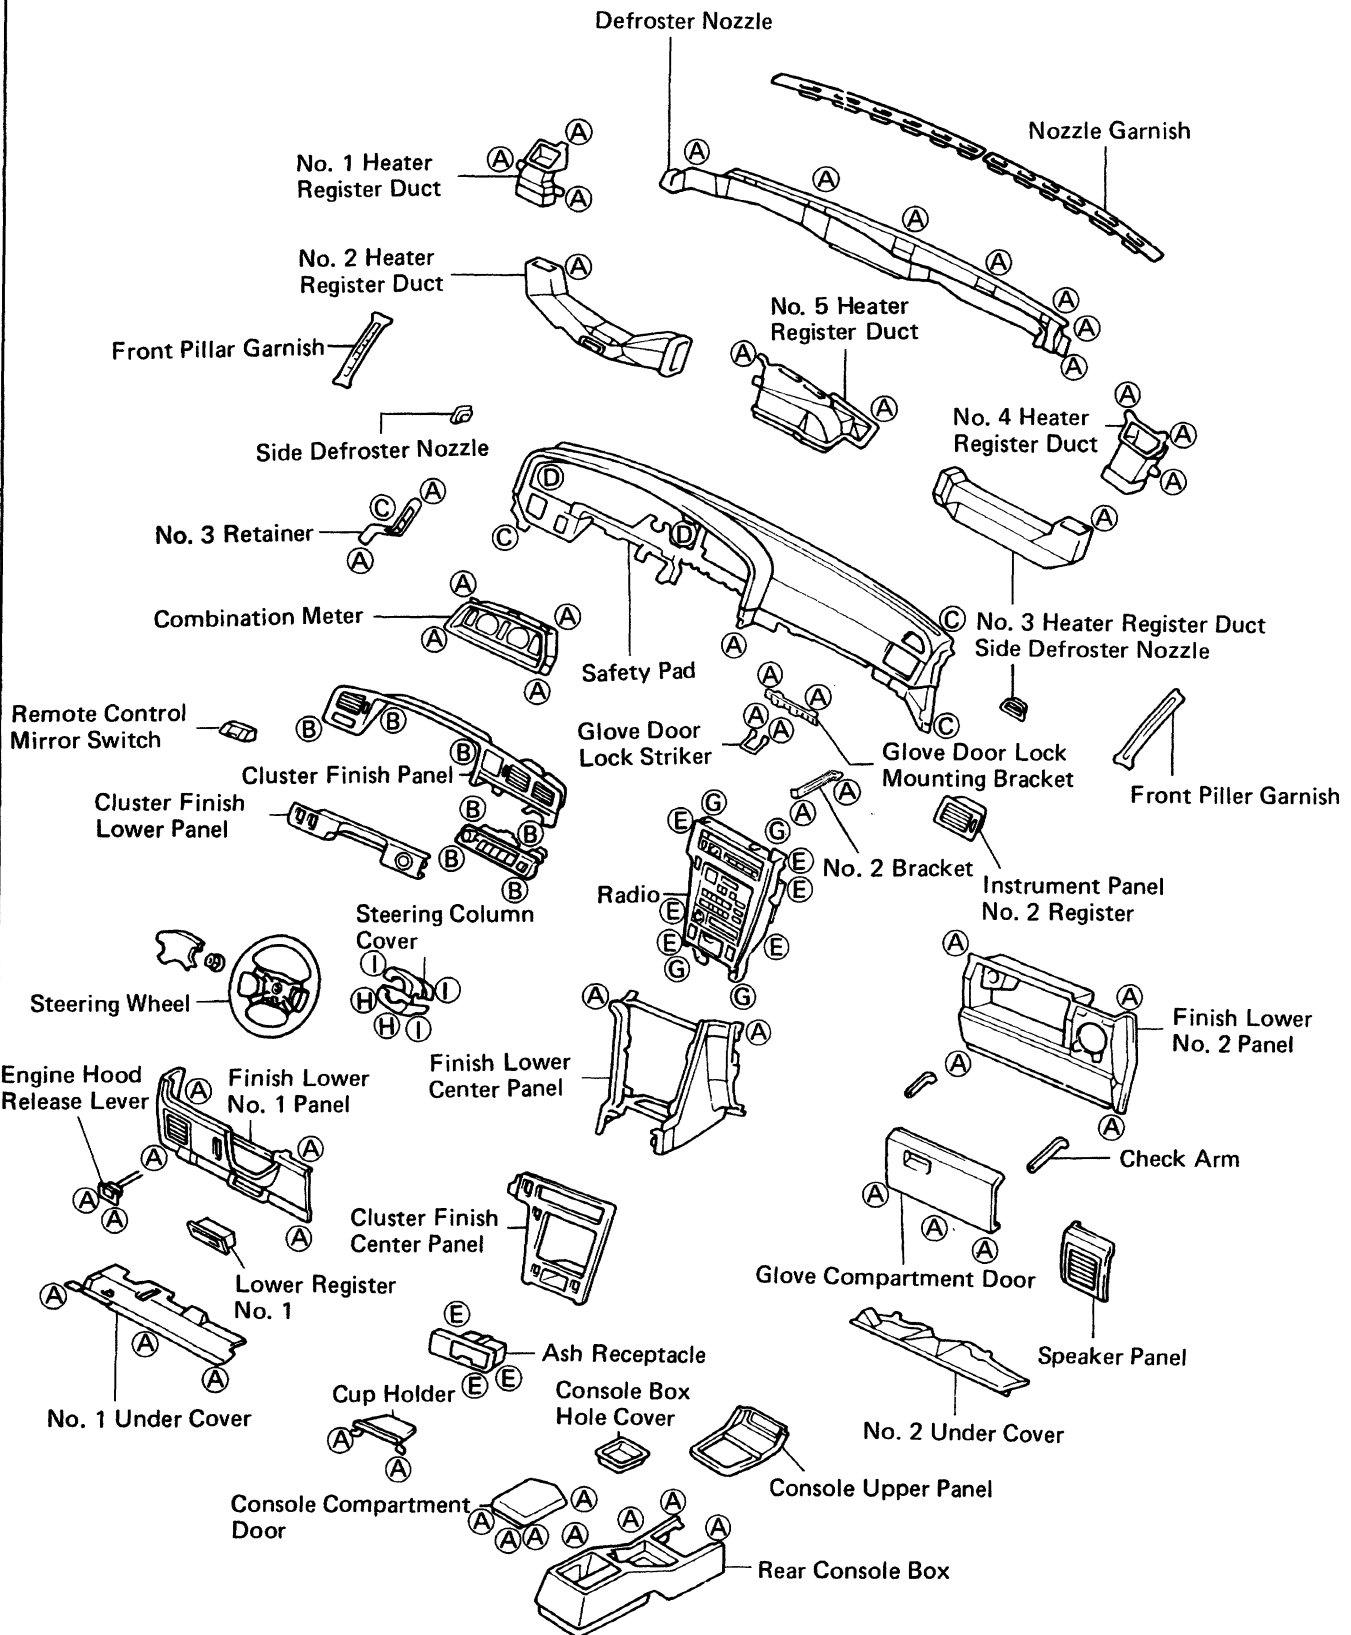 Defroster Nozzle
Nozzle Garnish
A
A
No. 1 Heater
Register Duct
A
A
A
A
A
A
A
A
A
No. 2 Heater
Register Duct
A
No. 5 Heater
Register Duct
A
A
Front Pillar Garnish
No. 4 Heater
Register Duct
A
A
A
Side Defroster Nozzle
D
D
C
A
C
No. 3 Retainer
A
C
A
A
A
Combination Meter
A
A
A
C
No. 3 Heater Register Duct
Side Defroster Nozzle
Safety Pad
A
A
A
A
C
Remote Control
Mirror Switch
B
B
B
Glove Door
Lock Striker
Glove Door Lock
Mounting Bracket
Cluster Finish Panel
Front Piller Garnish
Cluster Finish
Lower Panel
B
B
B
B
A
A
No. 2 Bracket
G
E
G
E
E
Radio
E
E
E
G
G
Instrument Panel
No. 2 Register
Steering Column
Cover
I
I
H
H
I
Steering Wheel
A
A
A
A
A
Finish Lower
No. 2 Panel
Finish Lower
Center Panel
A
Engine Hood
Release Lever
A
Finish Lower
No. 1 Panel
A
A
A
A
A
Check Arm
A
A
A
Cluster Finish
Center Panel
Glove Compartment Door
Lower Register
No. 1
A
A
A
Speaker Panel
E
Ash Receptacle
E
E
No. 1 Under Cover
Cup Holder
A
A
Console Box
Hole Cover
No. 2 Under Cover
Console Upper Panel
Console Compartment
Door
A
A
A
A
A
A
A
A
Rear Console Box